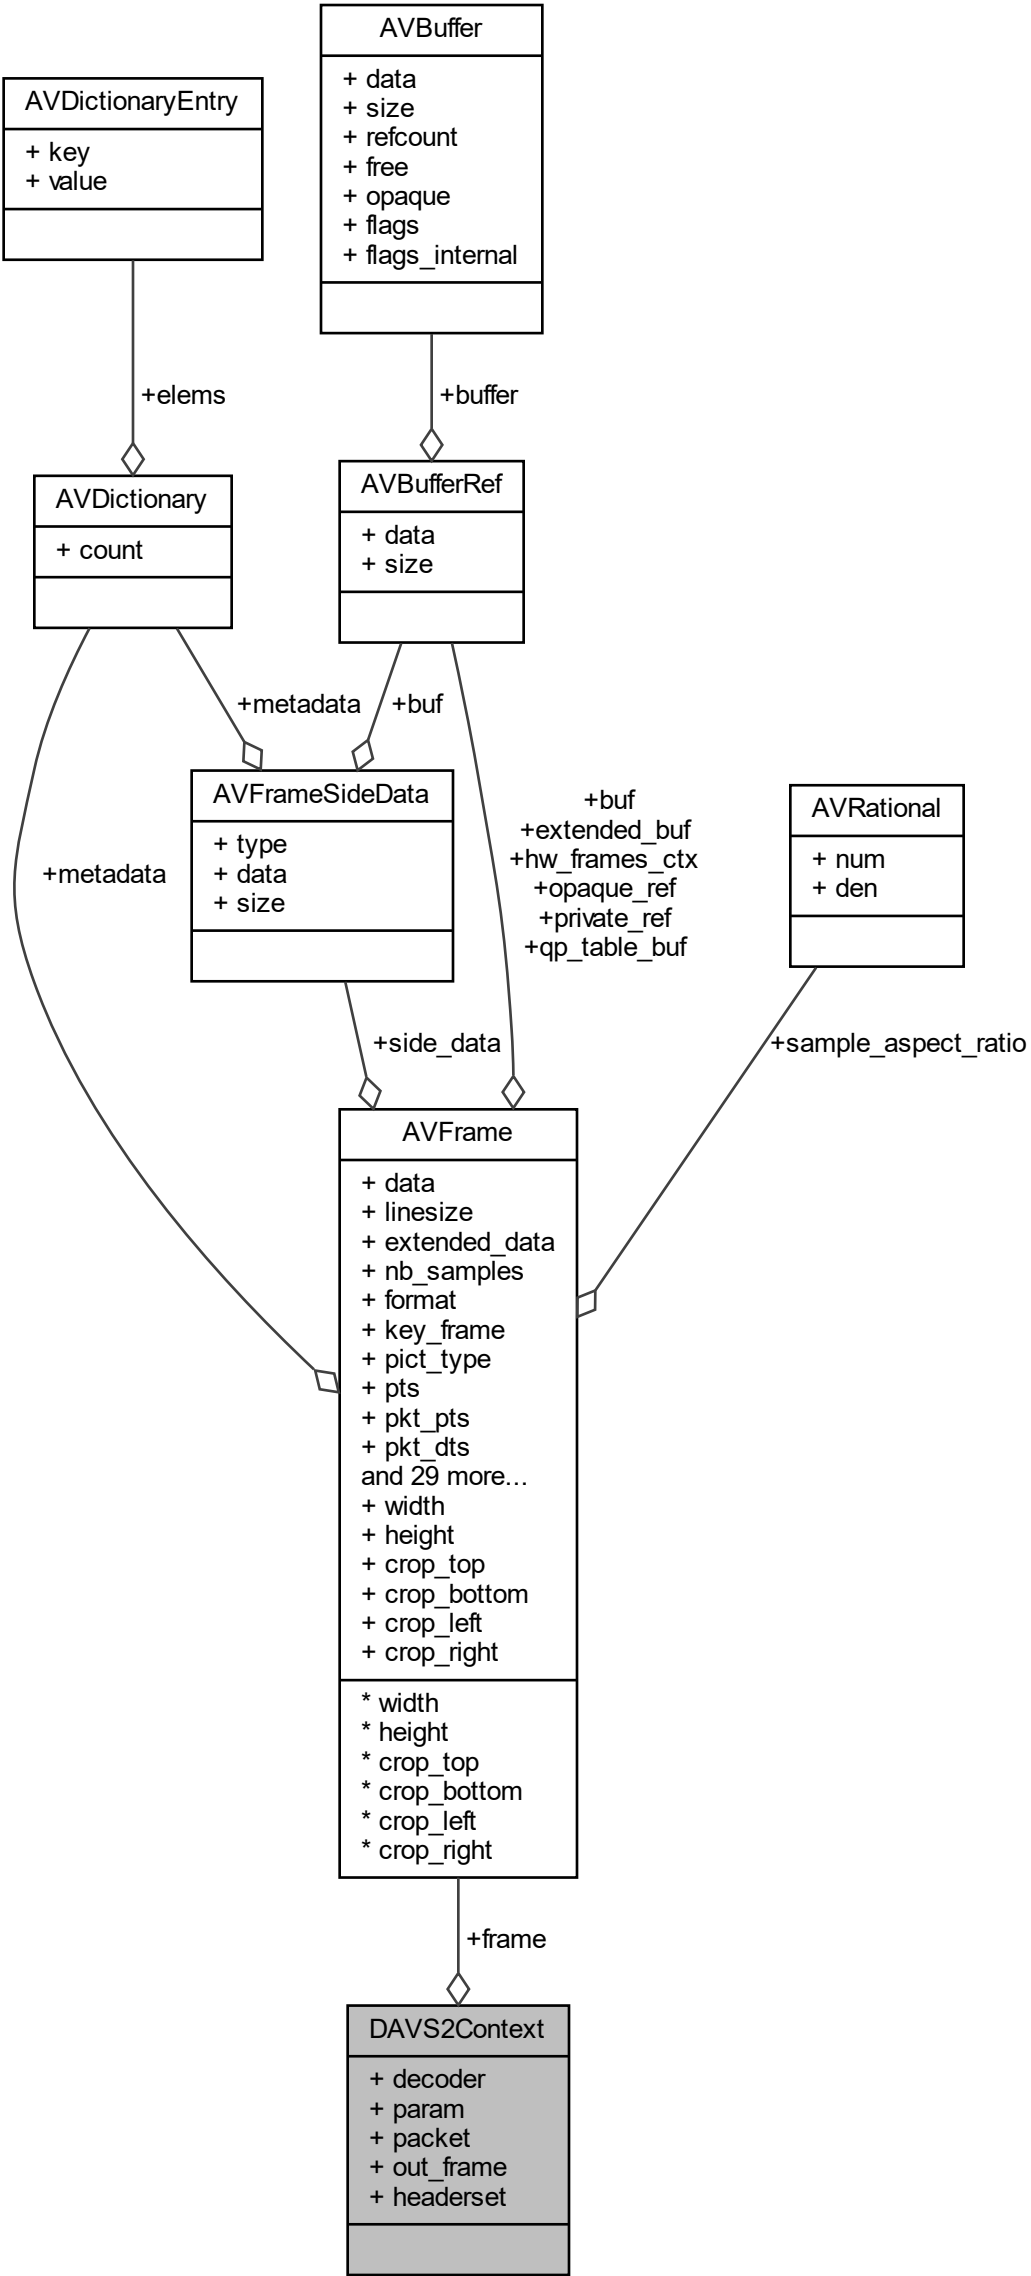 AVBuffer
+ data
+ size
+ refcount
+ free
+ opaque
+ flags
+ flags_internal
AVDictionaryEntry
+ key
+ value
+elems
+buffer
AVDictionary
+ count
AVBufferRef
+ data
+ size
+metadata
+buf
AVFrameSideData
+ type
+ data
+ size
+metadata
+buf
+extended_buf
+hw_frames_ctx
+opaque_ref
+private_ref
+qp_table_buf
AVRational
+ num
+ den
+side_data
+sample_aspect_ratio
AVFrame
+ data
+ linesize
+ extended_data
+ nb_samples
+ format
+ key_frame
+ pict_type
+ pts
+ pkt_pts
+ pkt_dts
and 29 more...
+ width
+ height
+ crop_top
+ crop_bottom
+ crop_left
+ crop_right
* width
* height
* crop_top
* crop_bottom
* crop_left
* crop_right
+frame
DAVS2Context
+ decoder
+ param
+ packet
+ out_frame
+ headerset